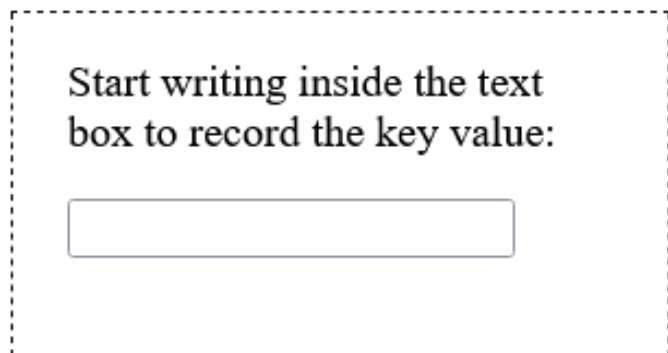 Start writing inside the text
box to record the key value: